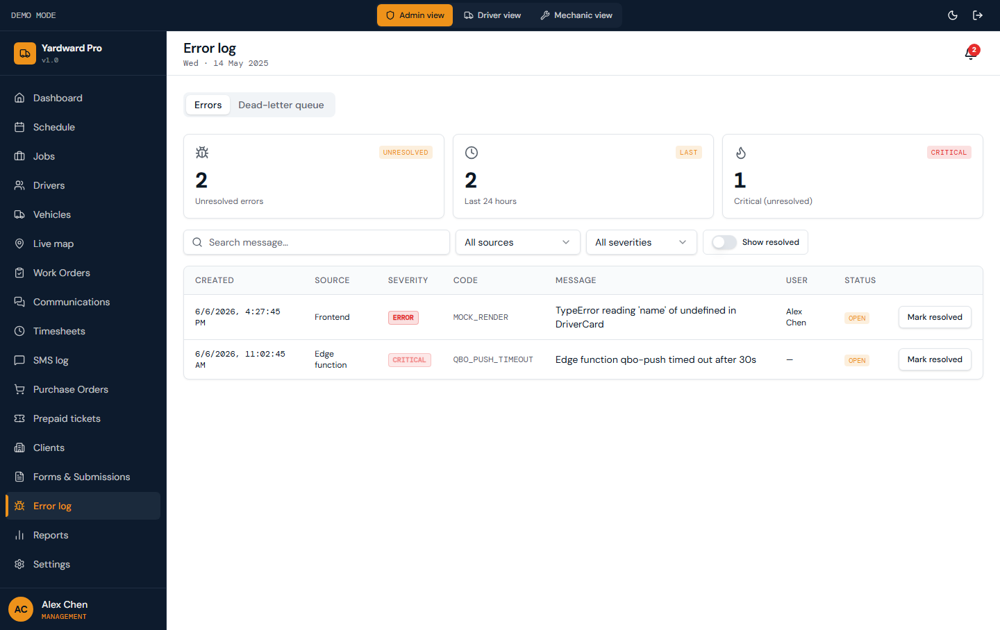 DEMO MODE
Admin view
Driver view
Mechanic view
Yardward Pro
v1.0
Error log
Wed · 14 May 2025
2
Dashboard
Schedule
Jobs
Drivers
Vehicles
Live map
Work Orders
Communications
Timesheets
SMS log
Purchase Orders
Prepaid tickets
Clients
Forms & Submissions
Error log
Reports
Settings
AC
Alex Chen
MANAGEMENT
Errors
Dead-letter queue
UNRESOLVED
2
Unresolved errors
LAST
2
Last 24 hours
CRITICAL
1
Critical (unresolved)
Search message...
All sources
All severities
Show resolved
CREATED SOURCE SEVERITY CODE MESSAGE USER STATUS
6/6/2026, 4:27:45
PM
Frontend
ERROR
MOCK_RENDER
TypeError reading 'name' of undefined in
DriverCard
Alex
Chen
OPEN
Mark resolved
6/6/2026, 11:02:45
AM
Edge
function
CRITICAL
QBO_PUSH_TIMEOUT
Edge function qbo-push timed out after 30s
—
OPEN
Mark resolved